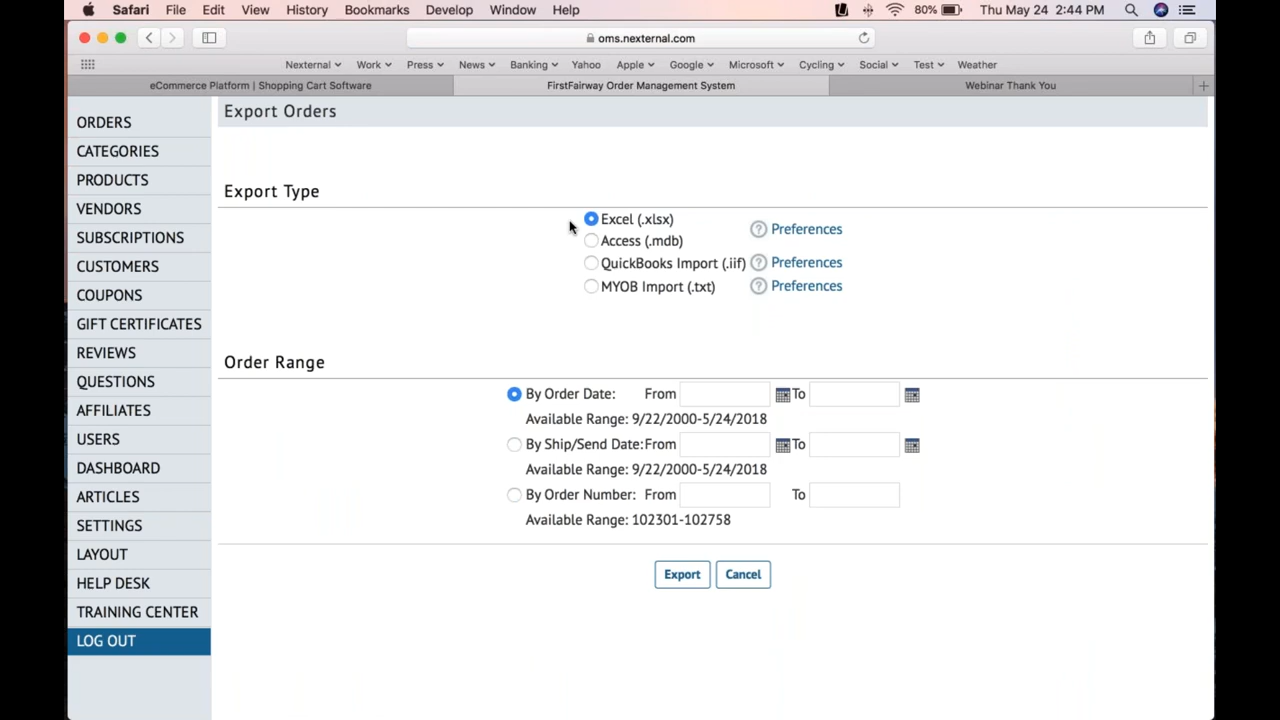 Safari File Edit View History Bookmarks Develop Window Help 80% Thu May 24 2:44 PM
oms.nexternal.com
Nexternal Work Press News Banking Yahoo Apple Google Microsoft Cycling Social Test Weather
eCommerce Platform | Shopping Cart Software FirstFairway Order Management System Webinar Thank You
ORDERS
CATEGORIES
PRODUCTS
VENDORS
SUBSCRIPTIONS
CUSTOMERS
COUPONS
GIFT CERTIFICATES
REVIEWS
QUESTIONS
AFFILIATES
USERS
DASHBOARD
ARTICLES
SETTINGS
LAYOUT
HELP DESK
TRAINING CENTER
LOG OUT
Export Orders
Export Type
Excel (.xlsx)
Access (.mdb) ? Preferences
QuickBooks Import (.iif) ? Preferences
MYOB Import (.txt) ? Preferences
Order Range
By Order Date: From To
Available Range: 9/22/2000-5/24/2018
By Ship/Send Date: From To
Available Range: 9/22/2000-5/24/2018
By Order Number: From To
Available Range: 102301-102758
Export Cancel